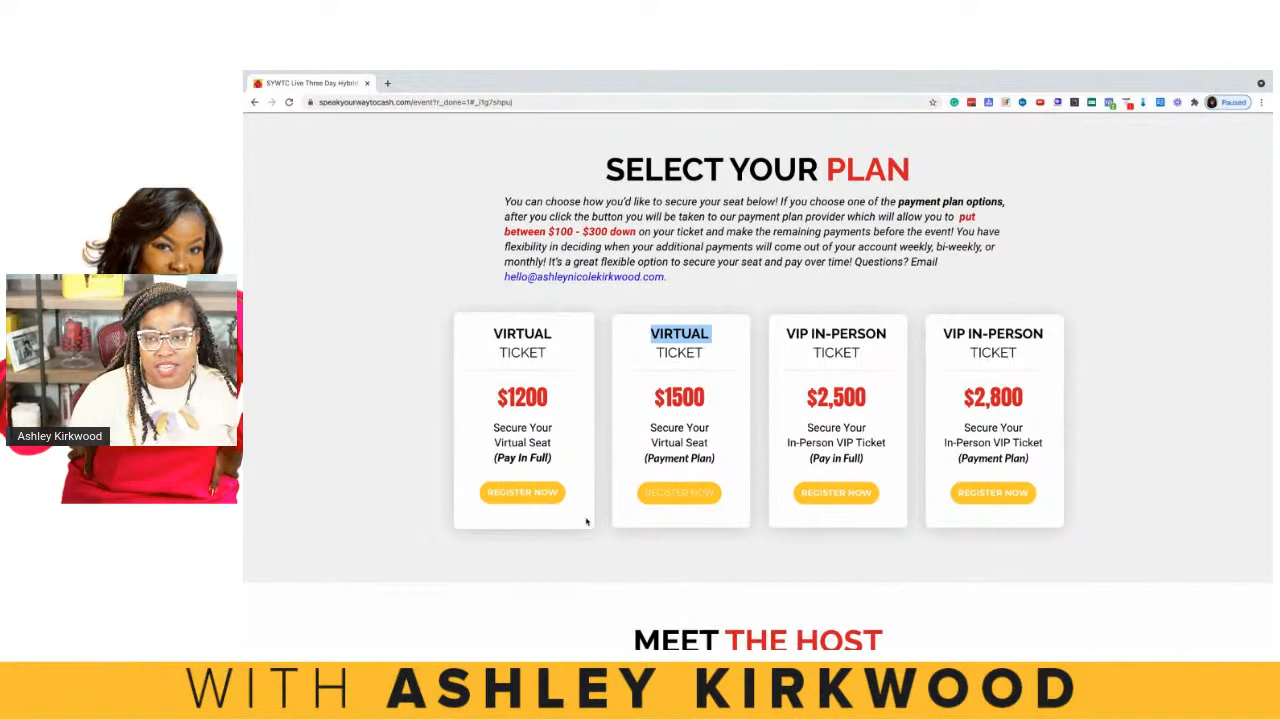 SYWTC Live Three Day Hybrid
speakyourwaytocash.com/event?r_done=1#_i1g7shpuj
Paused
SELECT YOUR PLAN
You can choose how you'd like to secure your seat below! If you choose one of the payment plan options,
after you click the button you will be taken to our payment plan provider which will allow you to put
between $100 - $300 down on your ticket and make the remaining payments before the event! You have
flexibility in deciding when your additional payments will come out of your account weekly, bi-weekly, or
monthly! It's a great flexible option to secure your seat and pay over time! Questions? Email
hello@ashleynicolekirkwood.com.
VIRTUAL
TICKET
$1200
Secure Your
Virtual Seat
(Pay In Full)
REGISTER NOW
VIRTUAL
TICKET
$1500
Secure Your
Virtual Seat
(Payment Plan)
REGISTER NOW
VIP IN-PERSON
TICKET
$2,500
Secure Your
In-Person VIP Ticket
(Pay in Full)
REGISTER NOW
VIP IN-PERSON
TICKET
$2,800
Secure Your
In-Person VIP Ticket
(Payment Plan)
REGISTER NOW
Ashley Kirkwood
MEET THE HOST
WITH ASHLEY KIRKWOOD